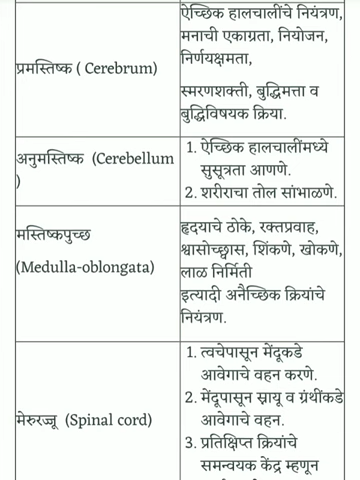 प्रमस्तिष्क ( Cerebrum)
ऐच्छिक हालचालींचे नियंत्रण,
मनाची एकाग्रता, नियोजन,
निर्णयक्षमता,
स्मरणशक्ती, बुद्धिमत्ता व
बुद्धिविषयक क्रिया.
अनुमस्तिष्क (Cerebellum
)
1. ऐच्छिक हालचालींमध्ये
सुसूत्रता आणणे.
2. शरीराचा तोल सांभाळणे.
मस्तिष्कपुच्छ
(Medulla-oblongata)
हृदयाचे ठोके, रक्तप्रवाह,
श्वासोच्छ्वास, शिंकणे, खोकणे,
लाळ निर्मिती
इत्यादी अनैच्छिक क्रियांचे
नियंत्रण.
मेरुरज्जू (Spinal cord)
1. त्वचेपासून मेंदूकडे
आवेगाचे वहन करणे.
2. मेंदूपासून स्नायू व ग्रंथींकडे
आवेगाचे वहन.
3. प्रतिक्षिप्त क्रियांचे
समन्वयक केंद्र म्हणून